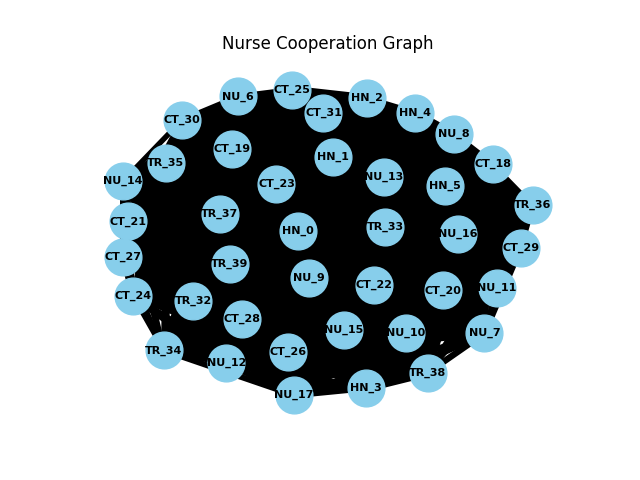 Nurse Cooperation Graph
CT_25
NU_6
HN_2
CT_31
HN_4
CT_30
NU_8
CT_19
HN_1
TR_35
CT_18
NU_13
NU_14
CT_23
HN_5
TR_36
TR_37
CT_21
TR_33
HN_0
NU_16
CT_29
CT_27
TR_39
NU_9
CT_22
NU_11
CT_20
CT_24
TR_32
CT_28
NU_15
NU_10
NU_7
TR_34
CT_26
NU_12
TR_38
HN_3
NU_17